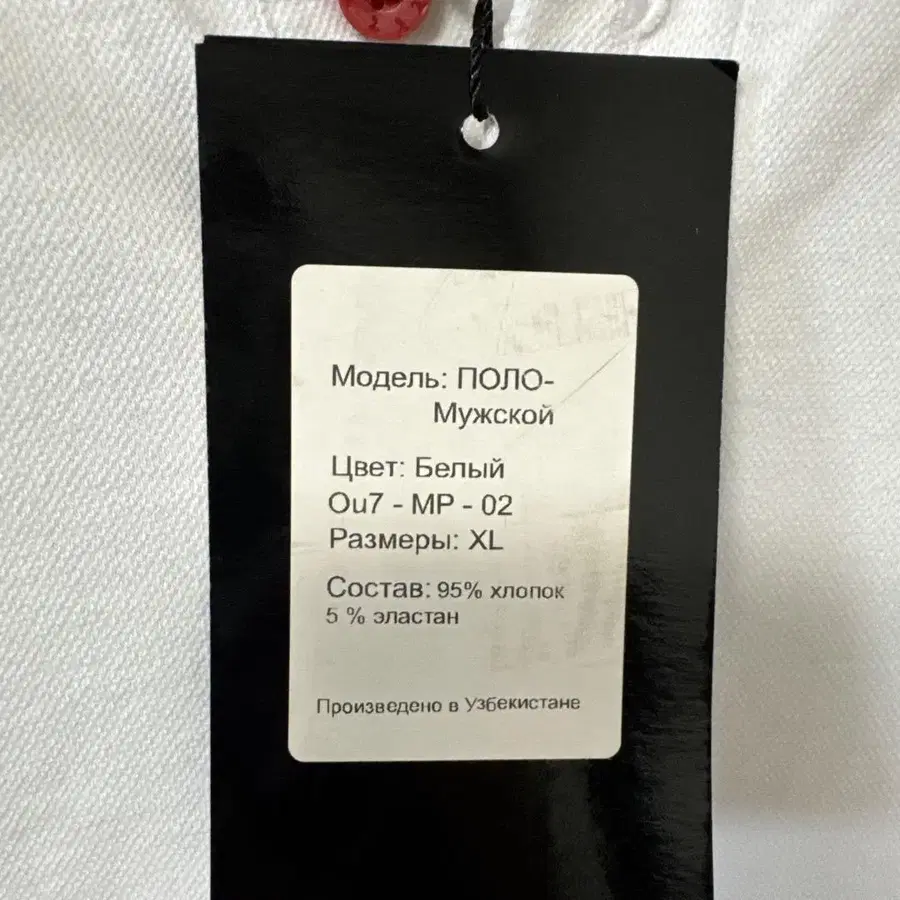 Модель: ПОЛО-
Мужской
Цвет: Белый
Ou7 - MP - 02
Размеры: XL
Состав: 95% хлопок
5 % эластан
Произведено в Узбекистане